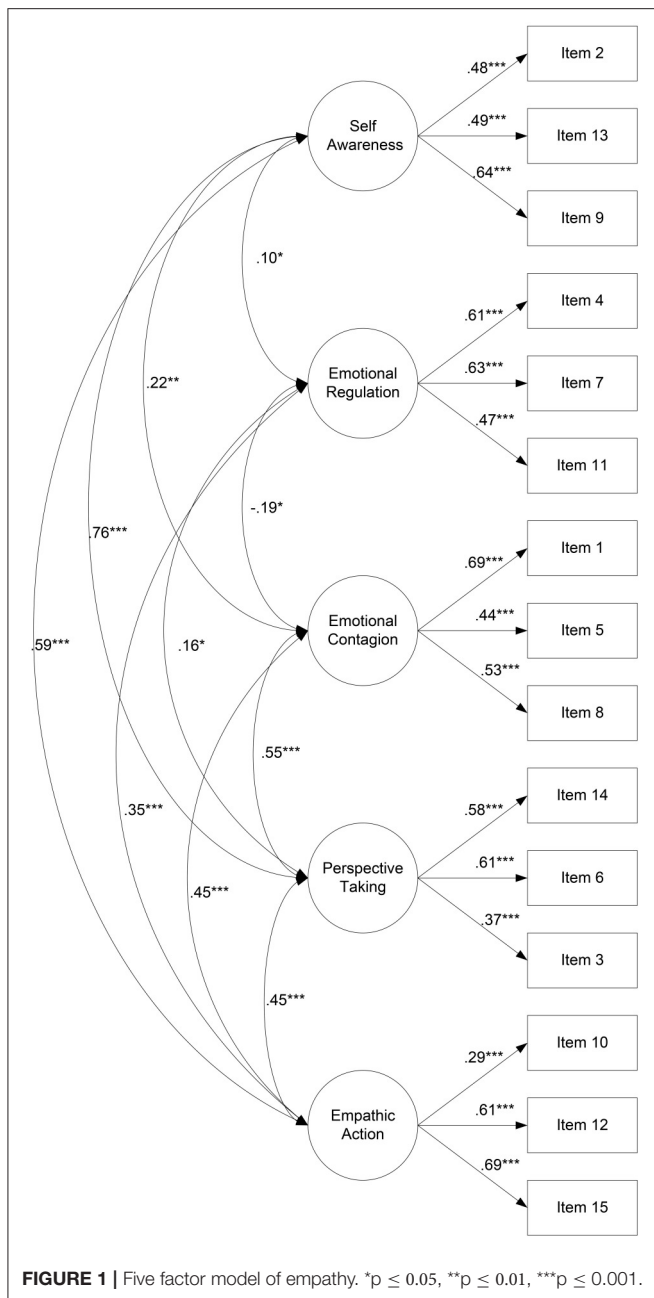 .48***
Item 2
Self
Awareness
.49***
Item 13
.64***
Item 9
.10*
.61***
Item 4
Emotional
Regulation
.63***
Item 7
.22**
.47***
Item 11
-.19*
.76***
.69***
Item 1
Emotional
Contagion
.44***
Item 5
.59***
.16*
.53***
Item 8
.55***
.35***
.58***
Item 14
Perspective
Taking
.61***
Item 6
.45***
.37***
Item 3
.45***
.29***
Item 10
Empathic
Action
.61***
Item 12
.69***
Item 15
FIGURE 1 | Five factor model of empathy. *p ≤ 0.05, **p ≤ 0.01, ***p ≤ 0.001.